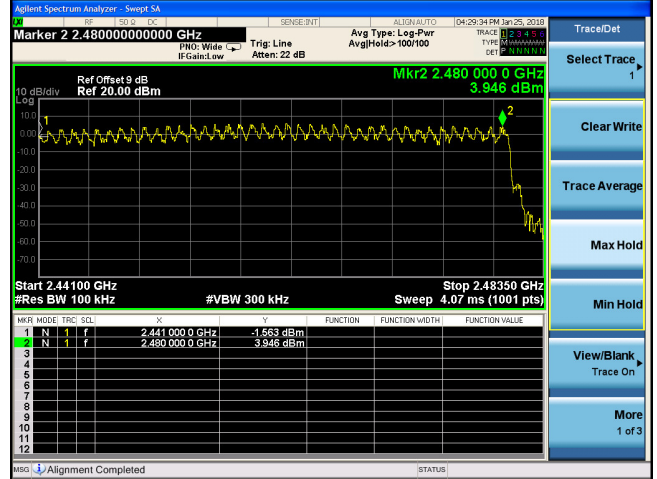 Agilent Spectrum Analyzer - Swept SA
LXI RF 50 Ω DC SENSE:INT ALIGN AUTO 04:29:34 PM Jan 25, 2018
Marker 2 2.480000000000 GHz
PNO: Wide
IFGain:Low
Trig: Line
Atten: 22 dB
Avg Type: Log-Pwr
Avg|Hold>100/100
TRACE 1 2 3 4 5 6
TYPE M
DET P N N N N N
Ref Offset 9 dB
10 dB/div Ref 20.00 dBm
Log
Mkr2 2.480 000 0 GHz
3.946 dBm
10.0
0.00
-10.0
-20.0
-30.0
-40.0
-50.0
-60.0
-70.0
1
2
Start 2.44100 GHz Stop 2.48350 GHz
#Res BW 100 kHz #VBW 300 kHz Sweep 4.07 ms (1001 pts)
MKR MODE TRC SCL X Y FUNCTION FUNCTION WIDTH FUNCTION VALUE
1 N 1 f 2.441 000 0 GHz -1.563 dBm
2 N 1 f 2.480 000 0 GHz 3.946 dBm
3
4
5
6
7
8
9
10
11
12
MSG Alignment Completed STATUS
Trace/Det
Select Trace
1
Clear Write
Trace Average
Max Hold
Min Hold
View/Blank
Trace On
More
1 of 3